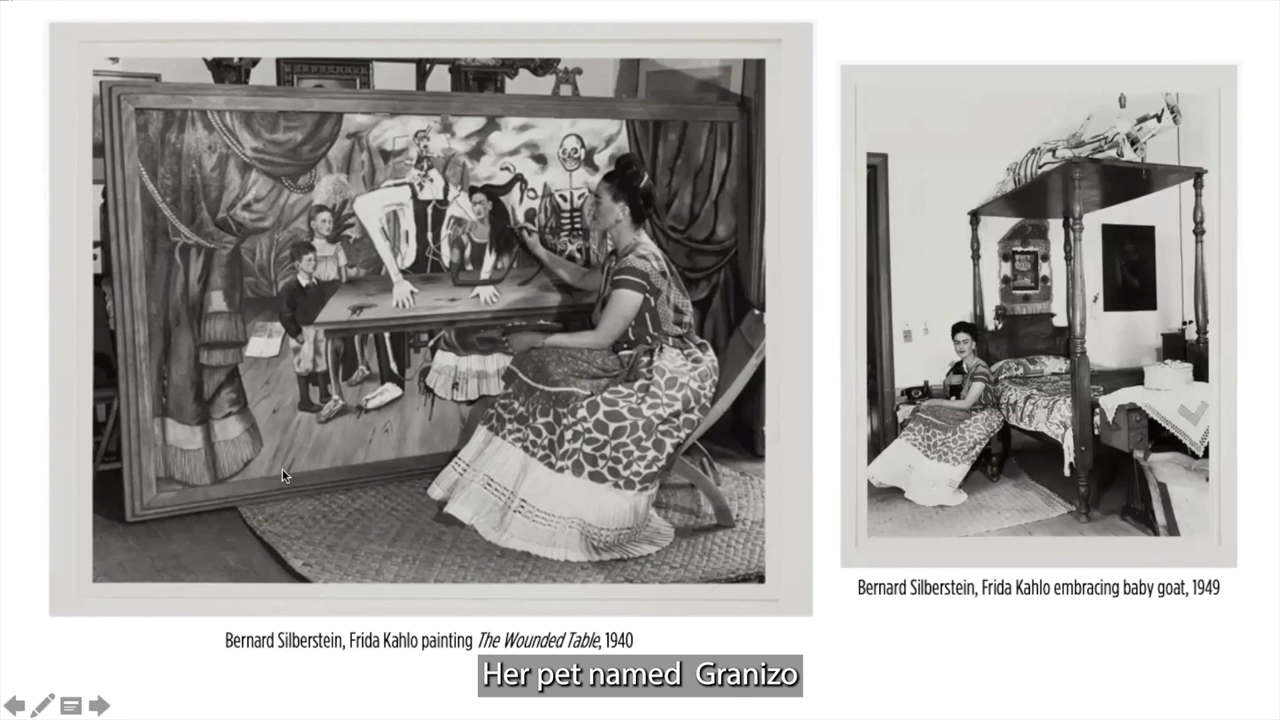 Bernard Silberstein, Frida Kahlo painting The Wounded Table, 1940
Bernard Silberstein, Frida Kahlo embracing baby goat, 1949
Her pet named Granizo